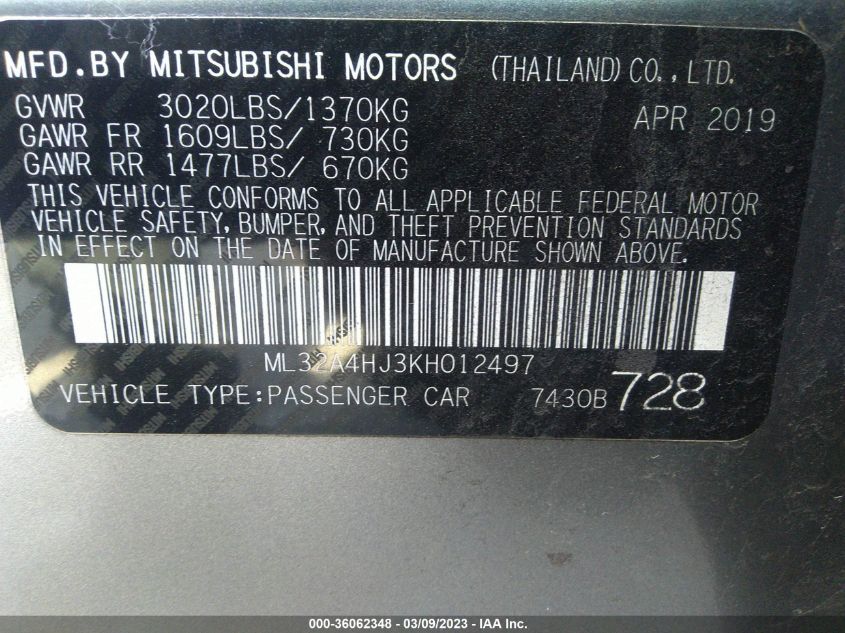 MFD.BY MITSUBISHI MOTORS (THAILAND) CO.,LTD.
GVWR 3020LBS/1370KG APR 2019
GAWR FR 1609LBS/ 730KG
GAWR RR 1477LBS/ 670KG
THIS VEHICLE CONFORMS TO ALL APPLICABLE FEDERAL MOTOR
VEHICLE SAFETY, BUMPER, AND THEFT PREVENTION STANDARDS
IN EFFECT ON THE DATE OF MANUFACTURE SHOWN ABOVE.
ML32A4HJ3KH012497
VEHICLE TYPE:PASSENGER CAR 7430B 728
000-36062348 - 03/09/2023 - IAA Inc.